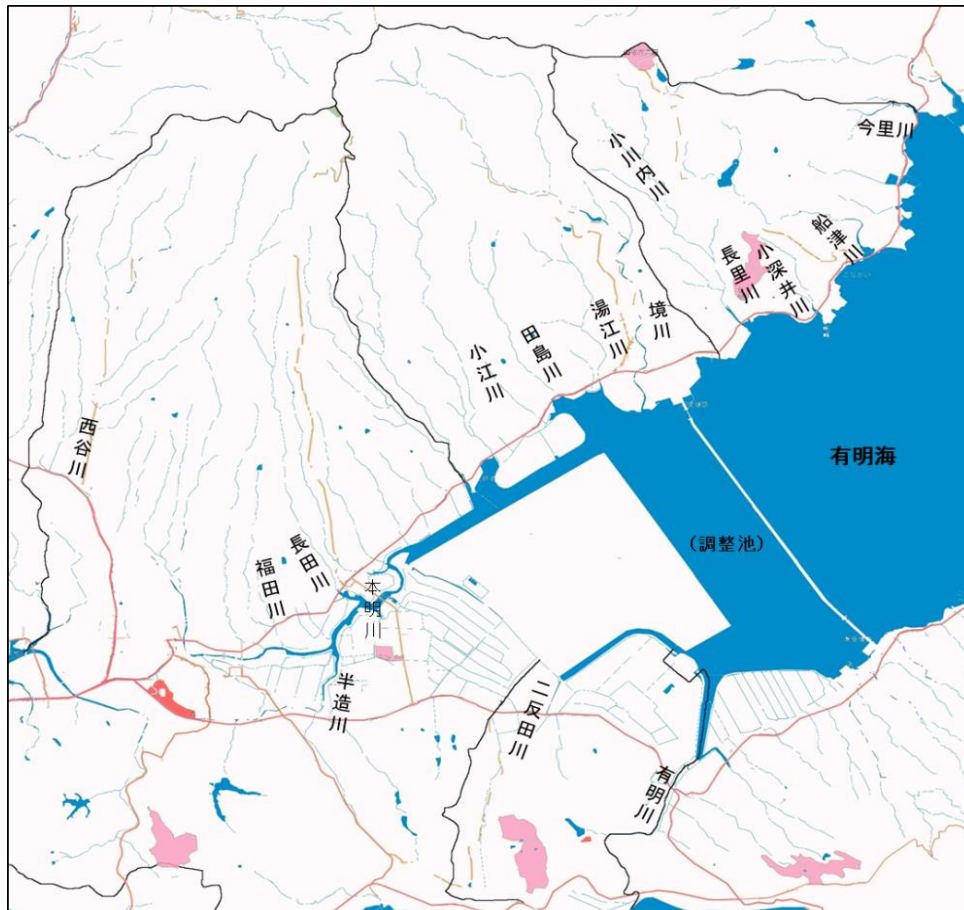 今里川
小川内川
船津川
小深井川
長里川
境川
湯江川
田島川
小江川
西谷川
有明海
(調整池)
長田川
福田川
本明川
半造川
二反田川
有明川